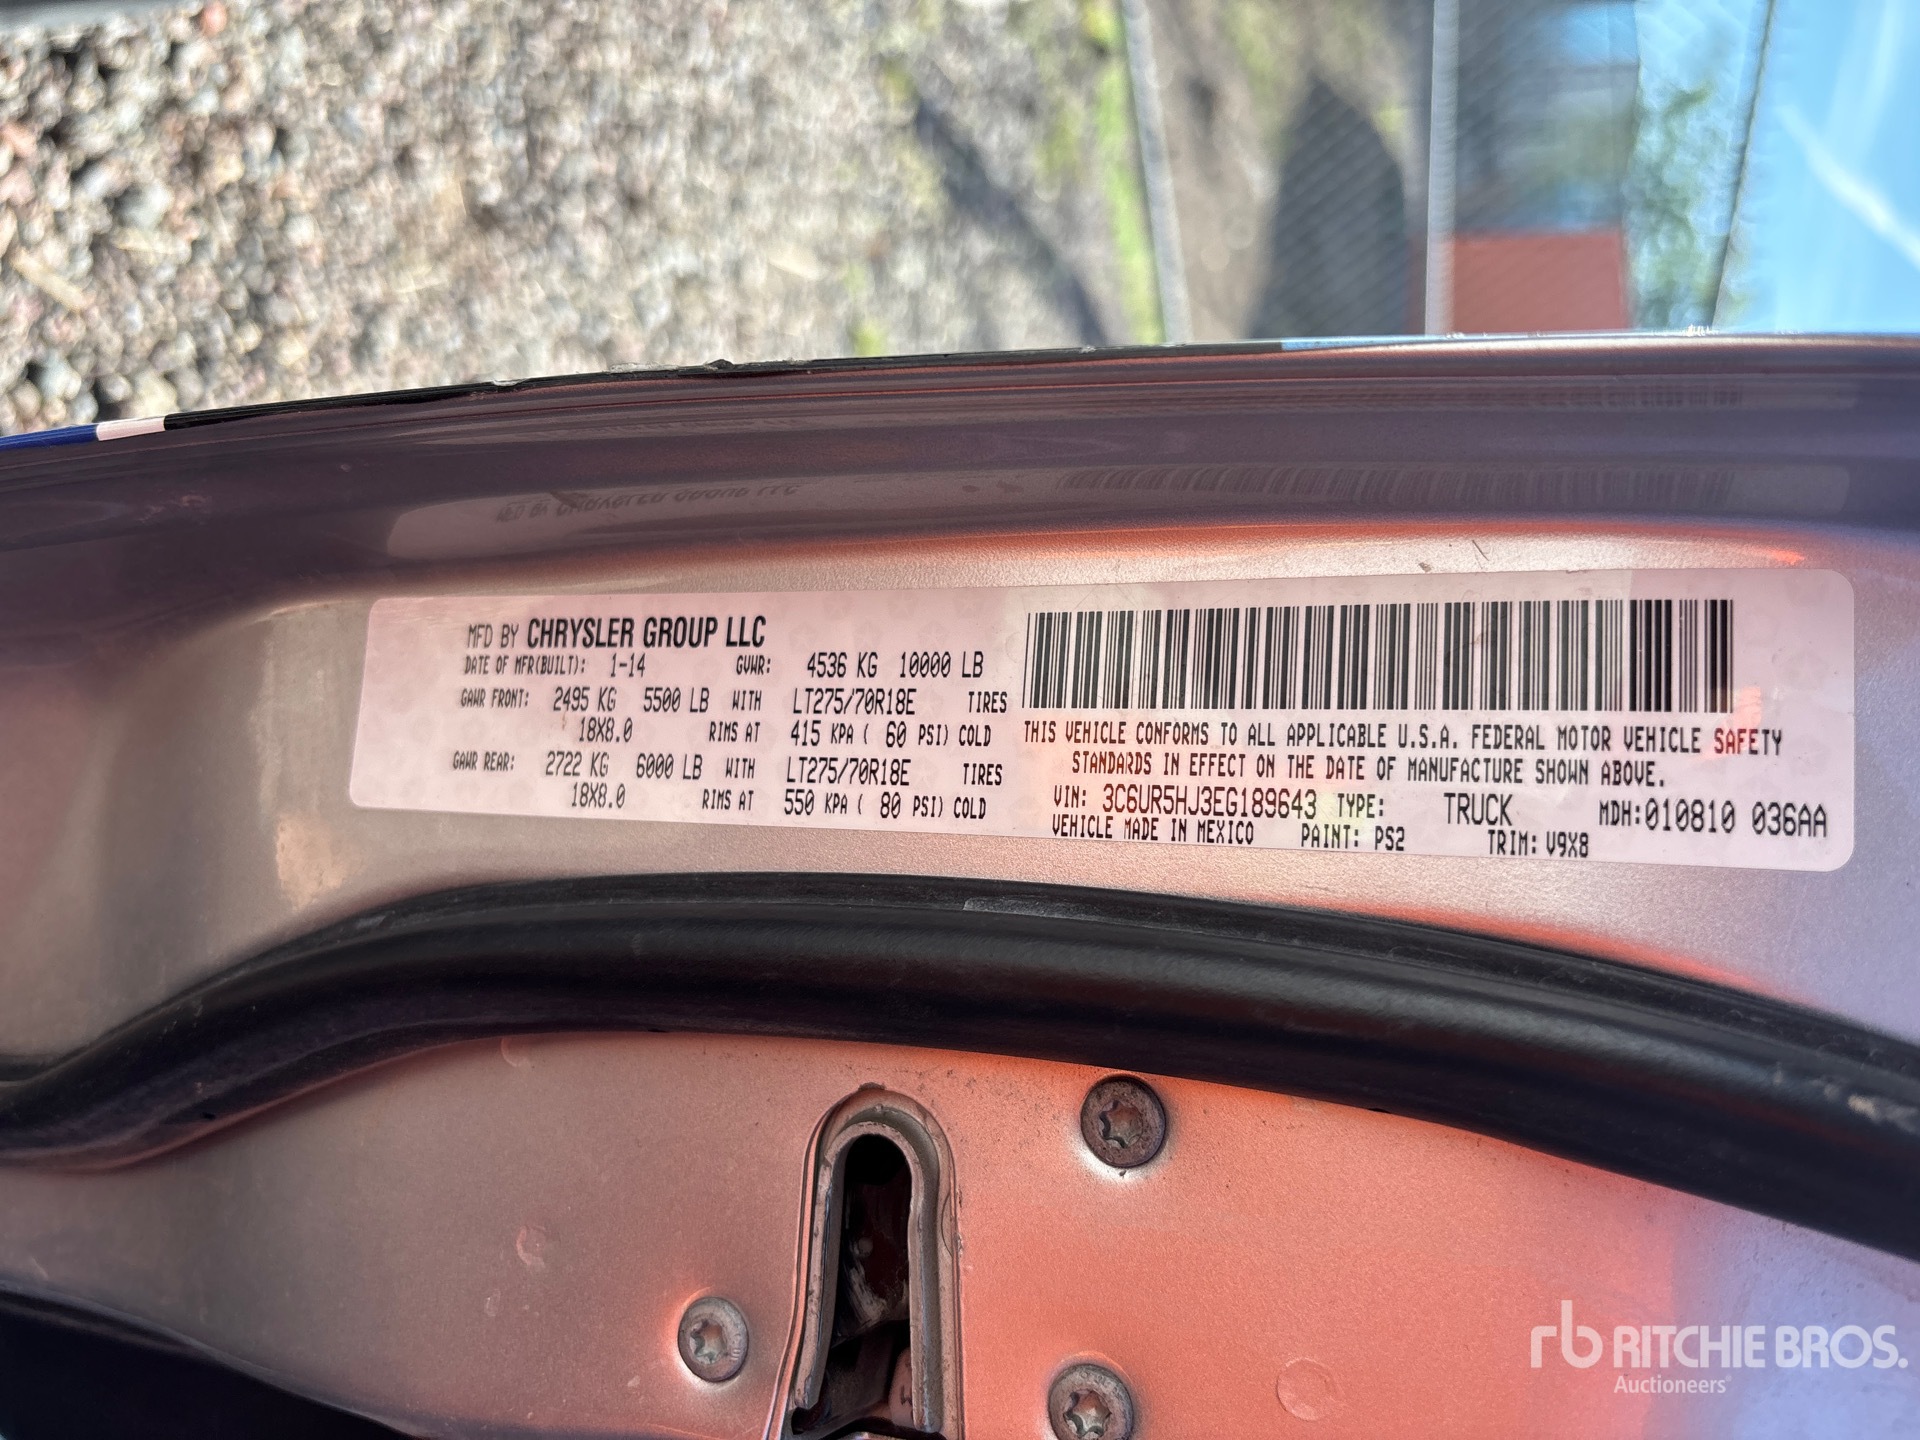 MFD BY CHRYSLER GROUP LLC
DATE OF MFR(BUILT): 1-14 GVWR: 4536 KG 10000 LB
GAWR FRONT: 2495 KG 5500 LB WITH LT275/70R18E TIRES
18X8.0 RIMS AT 415 KPA ( 60 PSI) COLD
GAWR REAR: 2722 KG 6000 LB WITH LT275/70R18E TIRES
18X8.0 RIMS AT 550 KPA ( 80 PSI) COLD
THIS VEHICLE CONFORMS TO ALL APPLICABLE U.S.A. FEDERAL MOTOR VEHICLE SAFETY
STANDARDS IN EFFECT ON THE DATE OF MANUFACTURE SHOWN ABOVE.
VIN: 3C6UR5HJ3EG189643 TYPE: TRUCK MDH:010810 036AA
VEHICLE MADE IN MEXICO PAINT: PS2 TRIM: V9X8
rb RITCHIE BROS.
Auctioneers